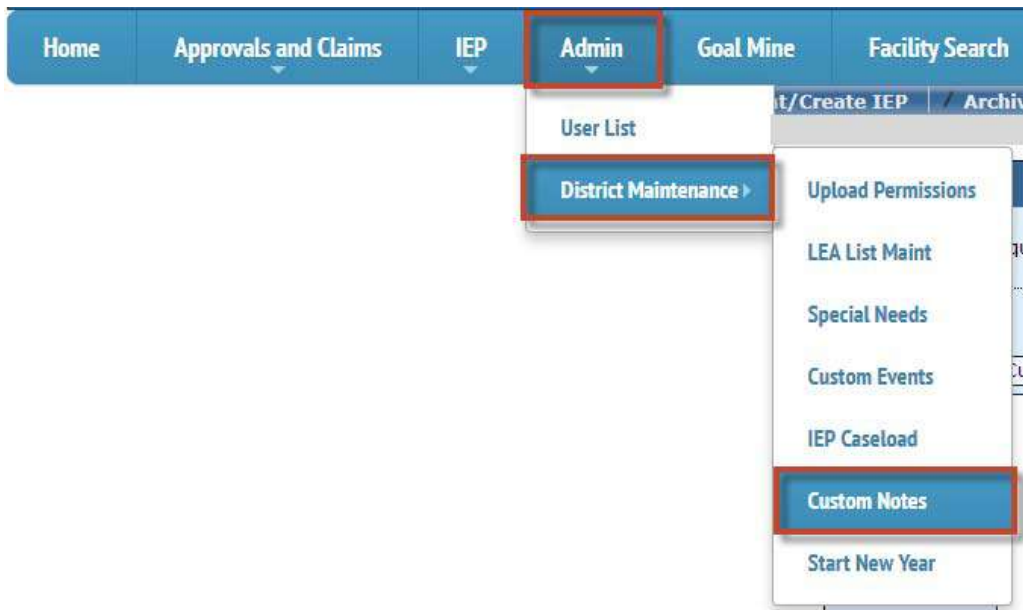 Home Approvals and Claims IEP Admin Goal Mine Facility Search
/Create IEP / Archiv
User List
District Maintenance
Upload Permissions
LEA List Maint
Special Needs
Custom Events
IEP Caseload
Custom Notes
Start New Year